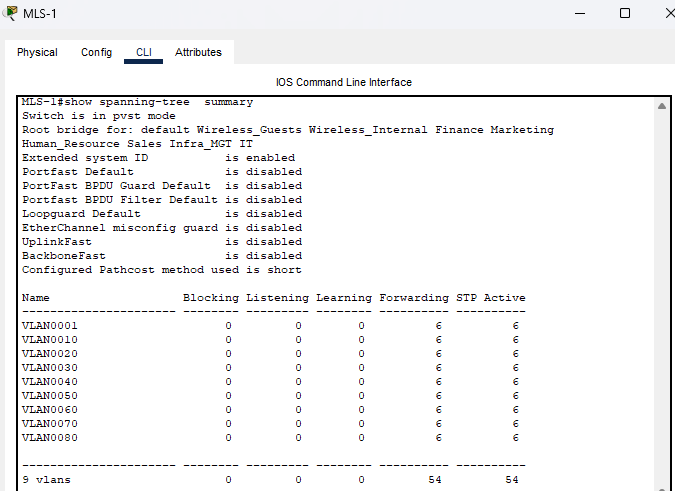 MLS-1
Physical Config CLI Attributes
IOS Command Line Interface
MLS-1#show spanning-tree  summary
Switch is in pvst mode
Root bridge for: default Wireless_Guests Wireless_Internal Finance Marketing
Human_Resource Sales Infra_MGT IT
Extended system ID           is enabled
Portfast Default             is disabled
PortFast BPDU Guard Default  is disabled
Portfast BPDU Filter Default is disabled
Loopguard Default            is disabled
EtherChannel misconfig guard is disabled
UplinkFast                   is disabled
BackboneFast                 is disabled
Configured Pathcost method used is short
Name                   Blocking Listening Learning Forwarding STP Active
---------------------- -------- --------- -------- ---------- ----------
VLAN0001                     0         0        0          6          6
VLAN0010                     0         0        0          6          6
VLAN0020                     0         0        0          6          6
VLAN0030                     0         0        0          6          6
VLAN0040                     0         0        0          6          6
VLAN0050                     0         0        0          6          6
VLAN0060                     0         0        0          6          6
VLAN0070                     0         0        0          6          6
VLAN0080                     0         0        0          6          6
---------------------- -------- --------- -------- ---------- ----------
9 vlans                      0         0        0         54         54